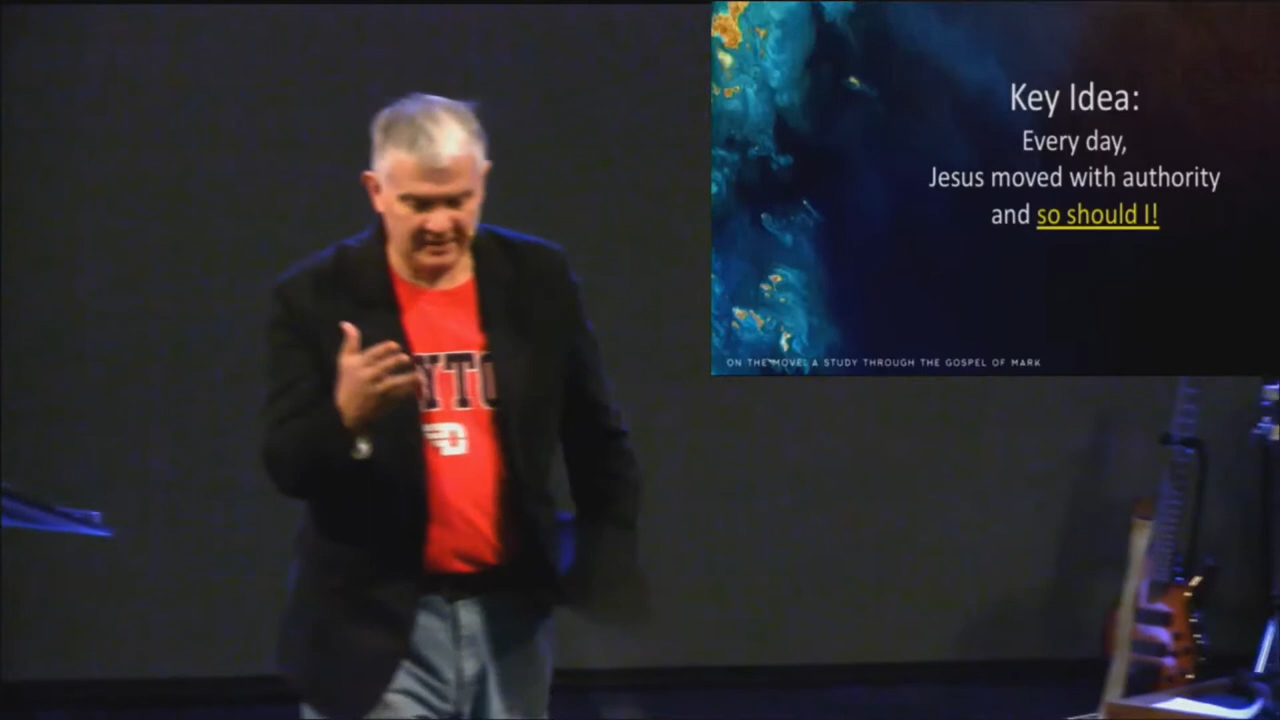 Key Idea:
Every day,
Jesus moved with authority
and so should I!
ON THE MOVE: A STUDY THROUGH THE GOSPEL OF MARK
YTO